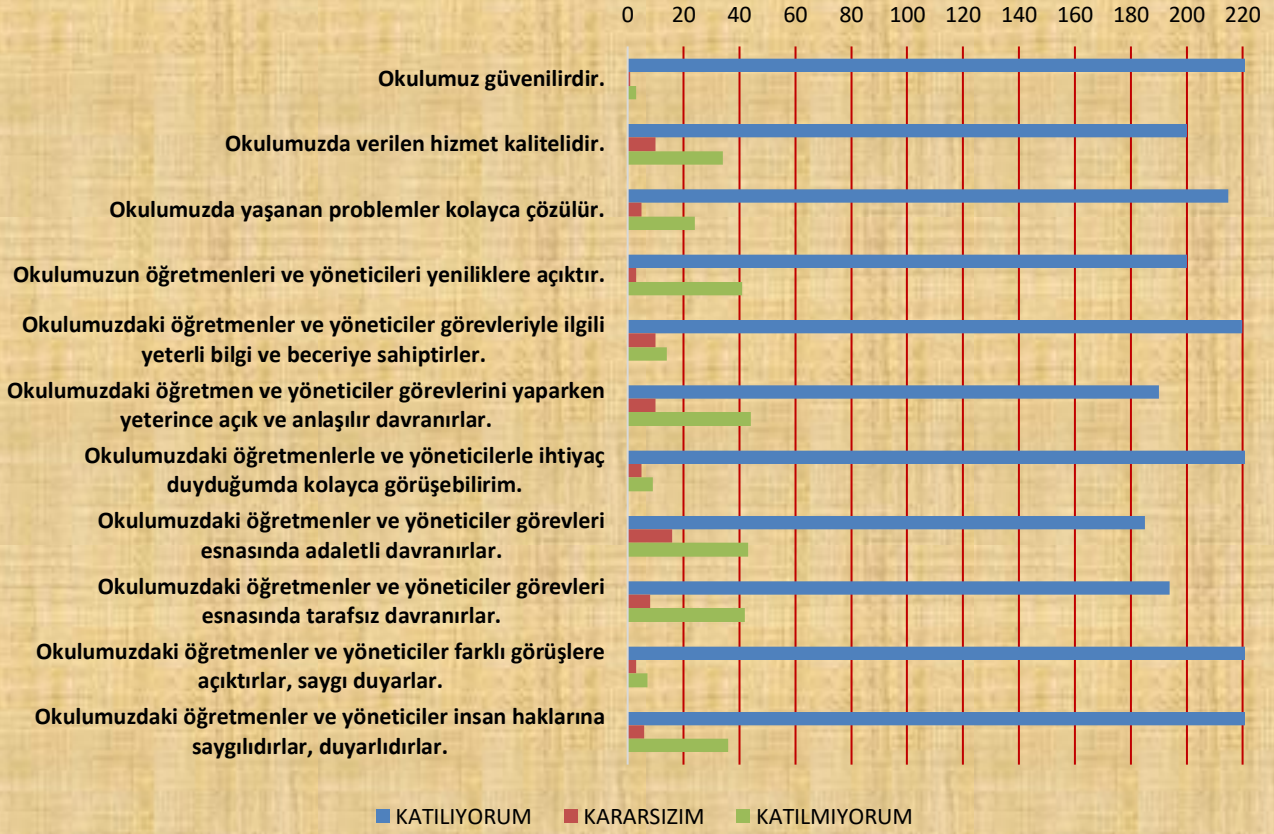 0 20 40 60 80 100 120 140 160 180 200 220
Okulumuz güvenilirdir.
Okulumuzda verilen hizmet kalitelidir.
Okulumuzda yaşanan problemler kolayca çözülür.
Okulumuzun öğretmenleri ve yöneticileri yeniliklere açıktır.
Okulumuzdaki öğretmenler ve yöneticiler görevleriyle ilgili
yeterli bilgi ve beceriye sahiptirler.
Okulumuzdaki öğretmen ve yöneticiler görevlerini yaparken
yeterince açık ve anlaşılır davranırlar.
Okulumuzdaki öğretmenlerle ve yöneticilerle ihtiyaç
duyduğumda kolayca görüşebilirim.
Okulumuzdaki öğretmenler ve yöneticiler görevleri
esnasında adaletli davranırlar.
Okulumuzdaki öğretmenler ve yöneticiler görevleri
esnasında tarafsız davranırlar.
Okulumuzdaki öğretmenler ve yöneticiler farklı görüşlere
açıktırlar, saygı duyarlar.
Okulumuzdaki öğretmenler ve yöneticiler insan haklarına
saygılıdırlar, duyarlıdırlar.
KATILIYORUM KARARSIZIM KATILMIYORUM